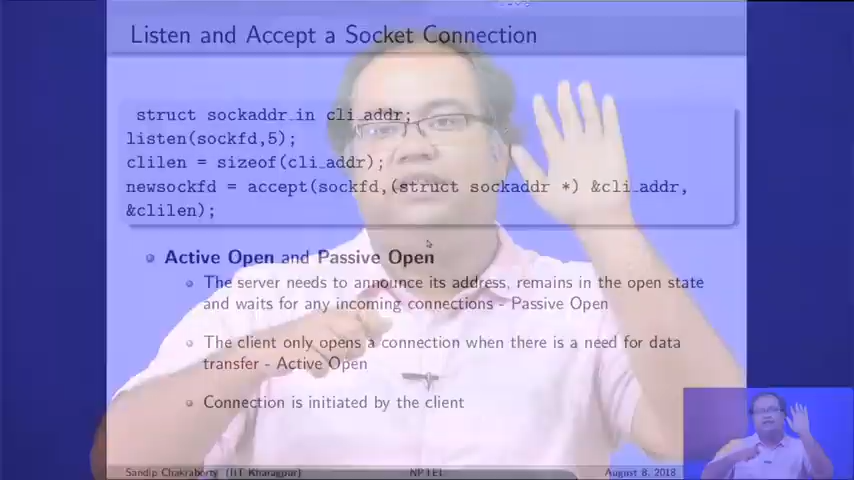 Listen and Accept a Socket Connection
struct sockaddr_in cli_addr;
listen(sockfd,5);
clilen = sizeof(cli_addr);
newsockfd = accept(sockfd,(struct sockaddr *) &cli_addr,
&clilen);
Active Open and Passive Open
The server needs to announce its address, remains in the open state
and waits for any incoming connections - Passive Open
The client only opens a connection when there is a need for data
transfer - Active Open
Connection is initiated by the client
Sandip Chakraborty (IIT Kharagpur) NPTEL August 8, 2018